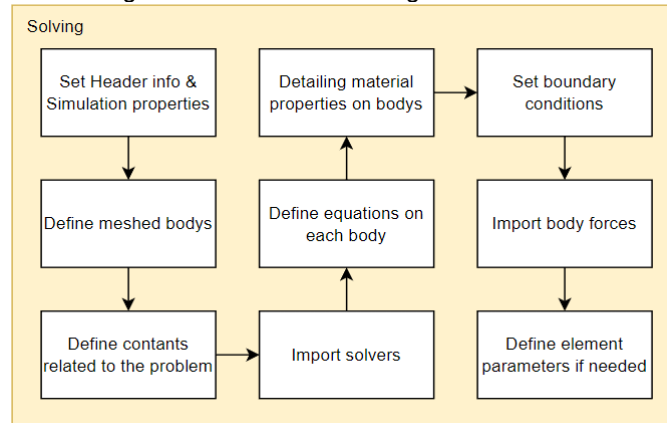 Solving
Set Header info &
Simulation properties
Define meshed bodys
Define contants
related to the problem
Import solvers
Define equations on
each body
Detailing material
properties on bodys
Set boundary
conditions
Import body forces
Define element
parameters if needed